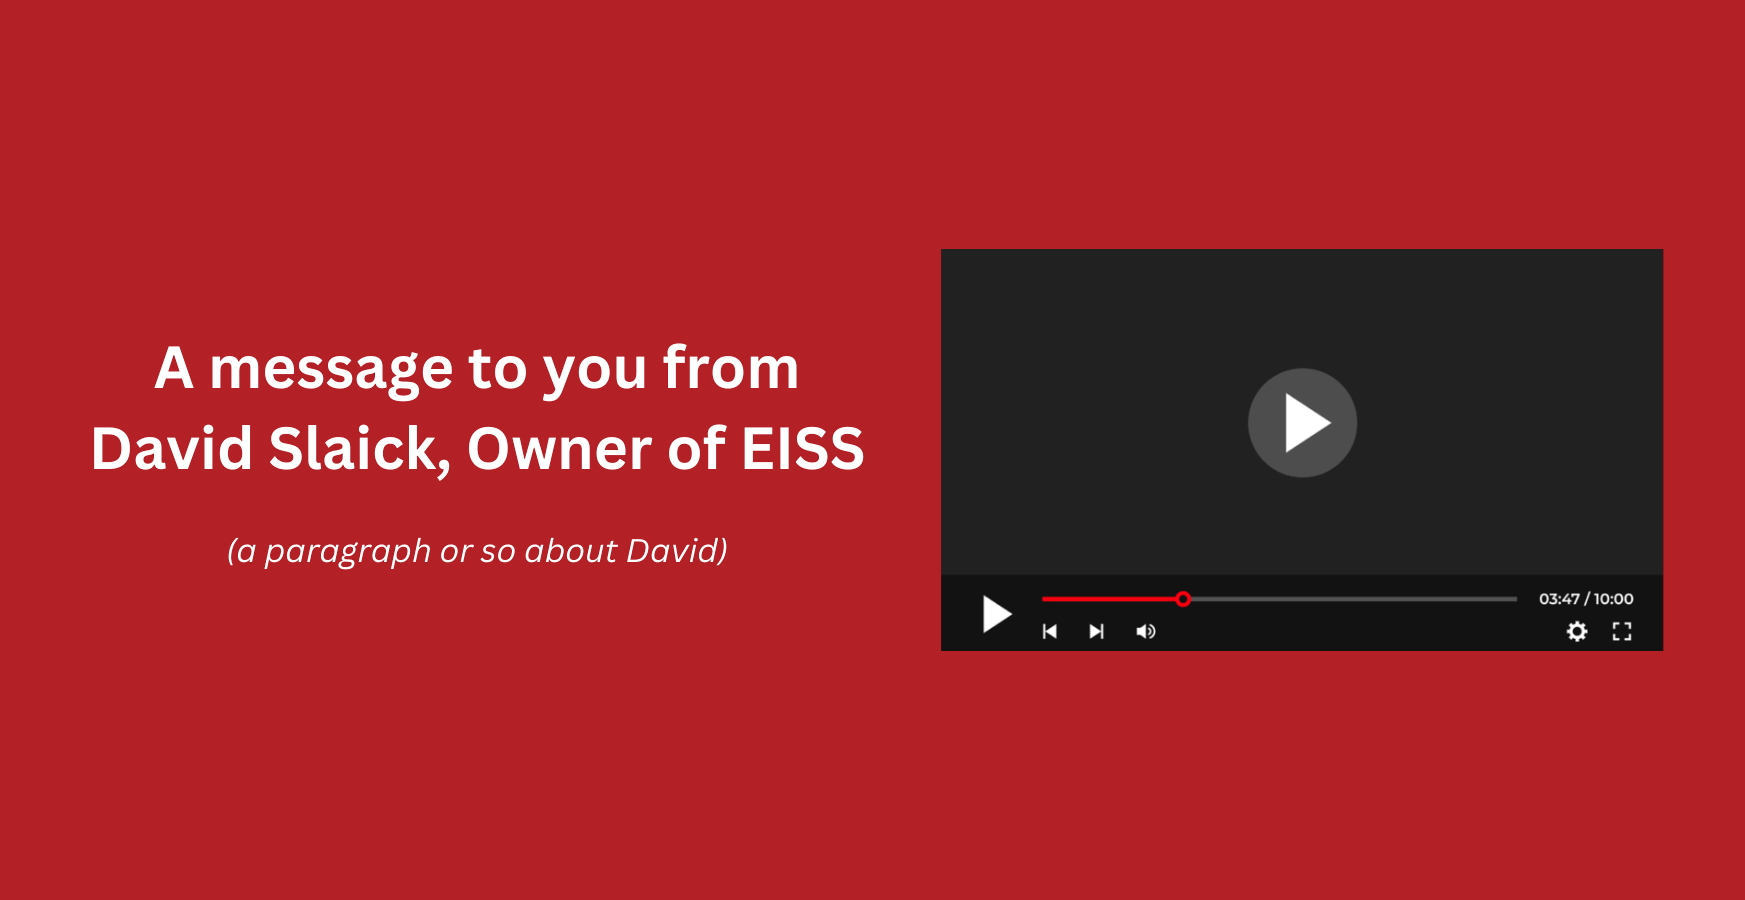 A message to you from
David Slaick, Owner of EISS
(a paragraph or so about David)
03:47 / 10:00